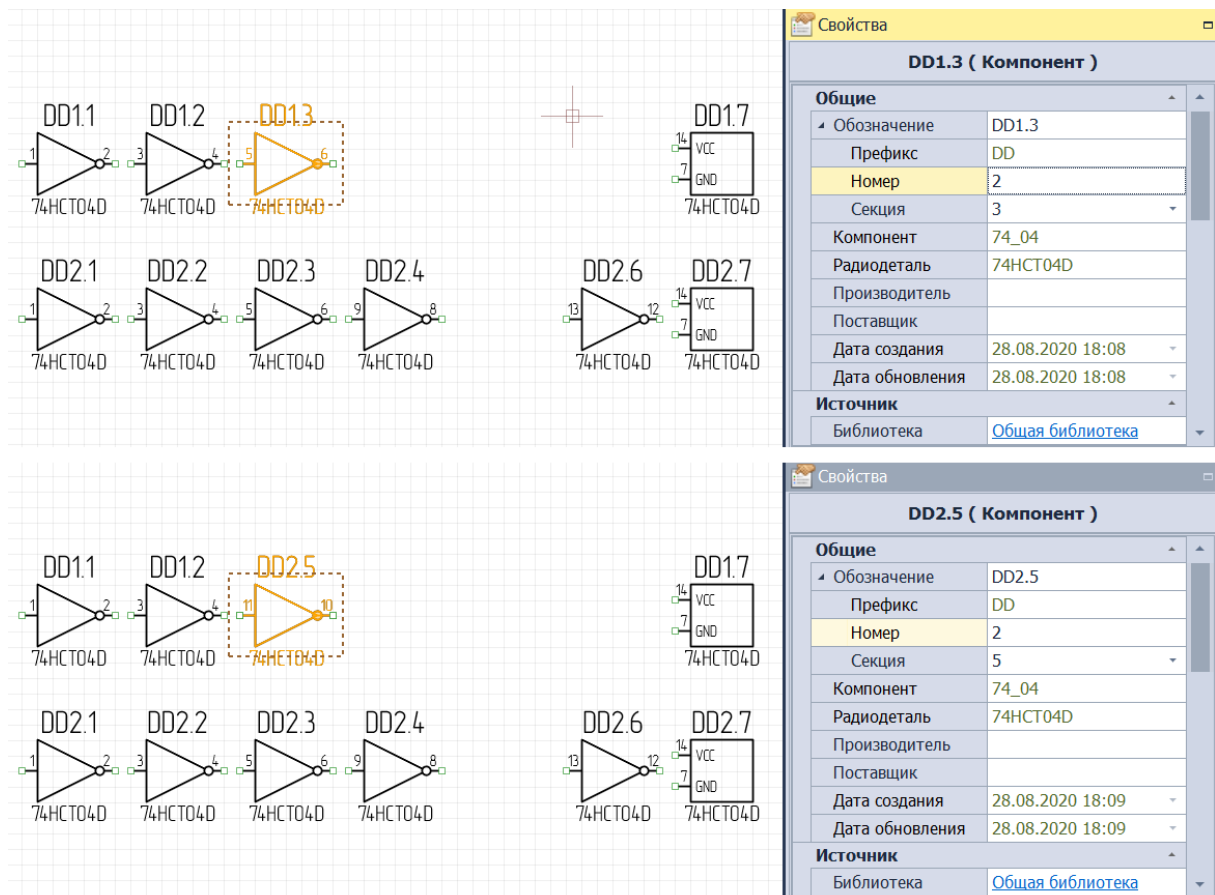 Свойства
DD1.3 ( Компонент )
Общие
Обозначение DD1.3
Префикс DD
Номер 2
Секция 3
Компонент 74_04
Радиодеталь 74HCT04D
Производитель
Поставщик
Дата создания 28.08.2020 18:08
Дата обновления 28.08.2020 18:08
Источник
Библиотека Общая библиотека
DD1.1 DD1.2 DD1.3 DD1.7
1 2 3 4 5 6 14 VCC
7 GND
74HCT04D 74HCT04D 74HCT04D 74HCT04D
DD2.1 DD2.2 DD2.3 DD2.4 DD2.6 DD2.7
1 2 3 4 5 6 9 8 13 12 14 VCC
7 GND
74HCT04D 74HCT04D 74HCT04D 74HCT04D 74HCT04D 74HCT04D
Свойства
DD2.5 ( Компонент )
Общие
Обозначение DD2.5
Префикс DD
Номер 2
Секция 5
Компонент 74_04
Радиодеталь 74HCT04D
Производитель
Поставщик
Дата создания 28.08.2020 18:09
Дата обновления 28.08.2020 18:09
Источник
Библиотека Общая библиотека
DD1.1 DD1.2 DD2.5 DD1.7
1 2 3 4 11 10 14 VCC
7 GND
74HCT04D 74HCT04D 74HCT04D 74HCT04D
DD2.1 DD2.2 DD2.3 DD2.4 DD2.6 DD2.7
1 2 3 4 5 6 9 8 13 12 14 VCC
7 GND
74HCT04D 74HCT04D 74HCT04D 74HCT04D 74HCT04D 74HCT04D